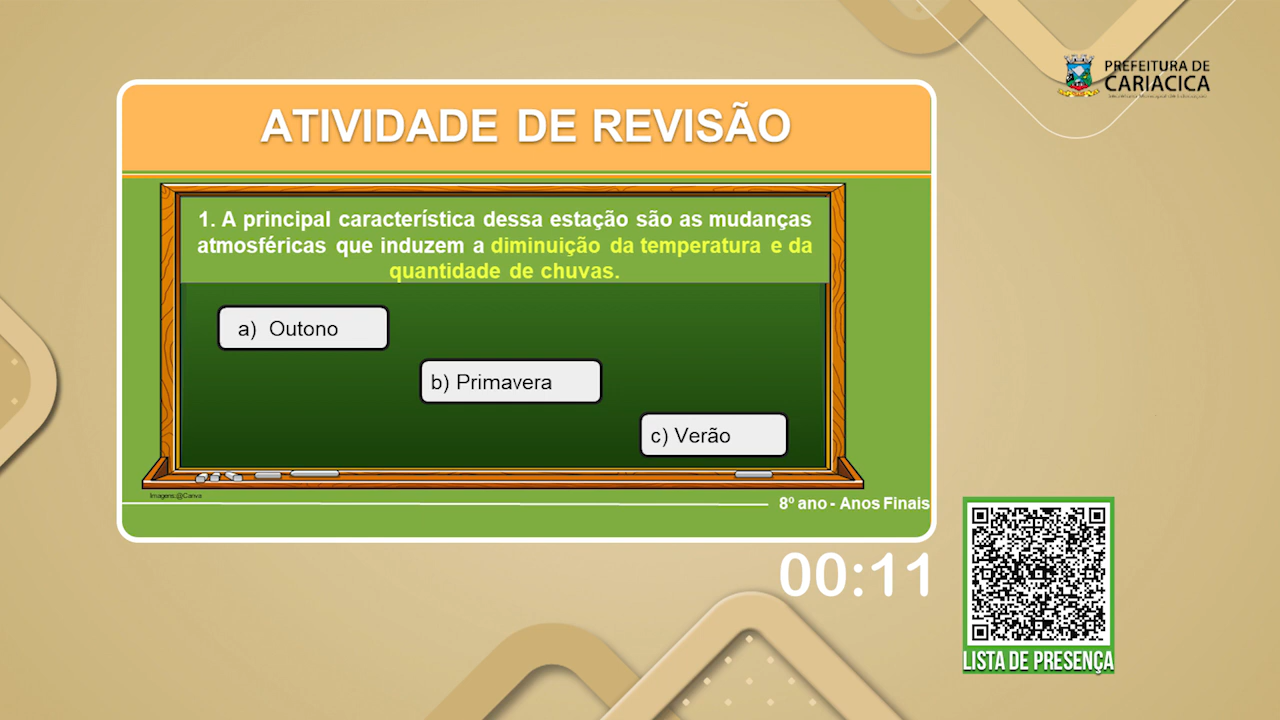 PREFEITURA DE
CARIACICA
ATIVIDADE DE REVISÃO
1. A principal característica dessa estação são as mudanças
atmosféricas que induzem a diminuição da temperatura e da
quantidade de chuvas.
a) Outono
b) Primavera
c) Verão
Imagens:@Canva
8º ano - Anos Finais
00:11
LISTA DE PRESENÇA